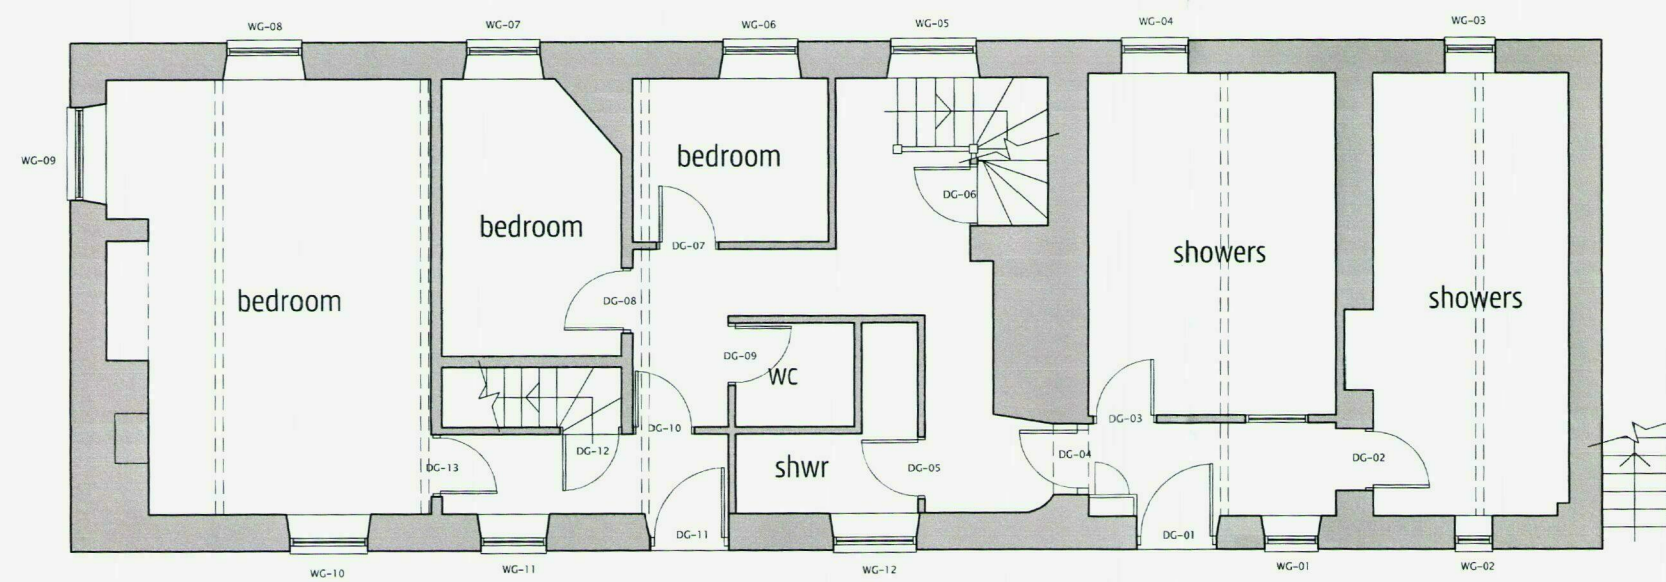 WG-08
WG-07
WG-06
WG-05
WG-04
WG-03
WG-09
bedroom
bedroom
bedroom
showers
showers
DG-06
DG-07
DG-08
DG-09
wc
DG-10
DG-03
DG-12
DG-13
shwr
DG-05
DG-04
DG-02
DG-11
DG-01
WG-10
WG-11
WG-12
WG-01
WG-02